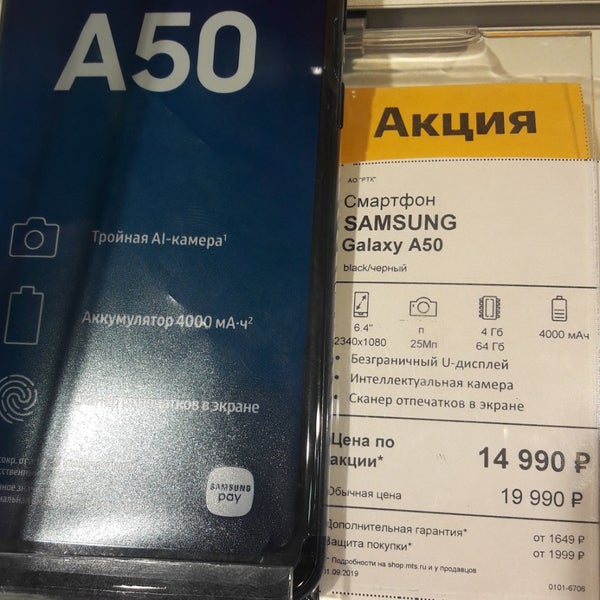 A50
Тройная AI-камера¹
Аккумулятор 4000 мА·ч²
отпечатков в экране
SAMSUNG
pay
Акция
АО "РТК"
Смартфон
SAMSUNG
Galaxy A50
black/черный
6.4"
2340x1080
п
25Мп
4 Гб
64 Гб
4000 мАч
• Безграничный U-дисплей
• Интеллектуальная камера
• Сканер отпечатков в экране
Цена по
акции*
14 990 ₽
Обычная цена
19 990 ₽
Дополнительная гарантия*
от 1649 ₽
Защита покупки*
от 1999 ₽
* Подробности на shop.mts.ru и у продавцов
01.09.2019
0101-6706